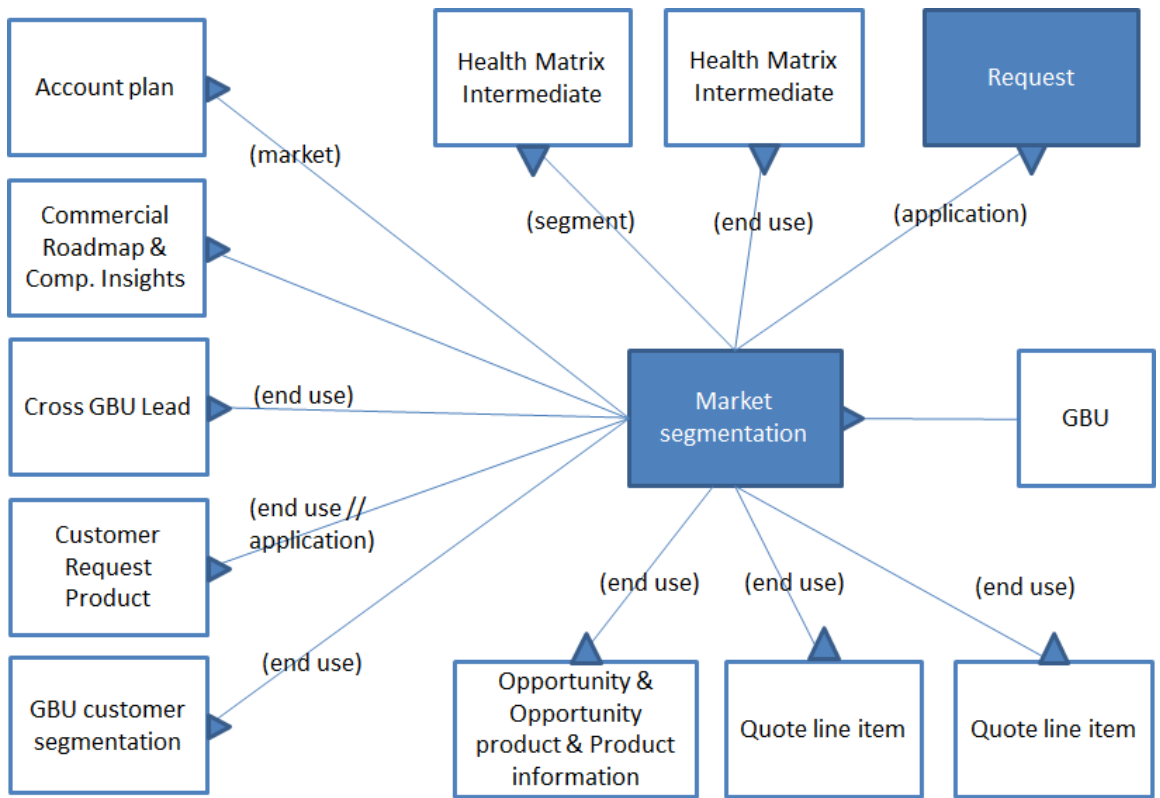 Account plan
Health Matrix
Intermediate
Health Matrix
Intermediate
Request
(market)
Commercial
Roadmap &
Comp. Insights
(segment)
(end use)
(application)
Cross GBU Lead
(end use)
Market
segmentation
GBU
Customer
Request
Product
(end use //
application)
(end use)
(end use)
(end use)
GBU customer
segmentation
(end use)
Opportunity &
Opportunity
product & Product
information
Quote line item
Quote line item